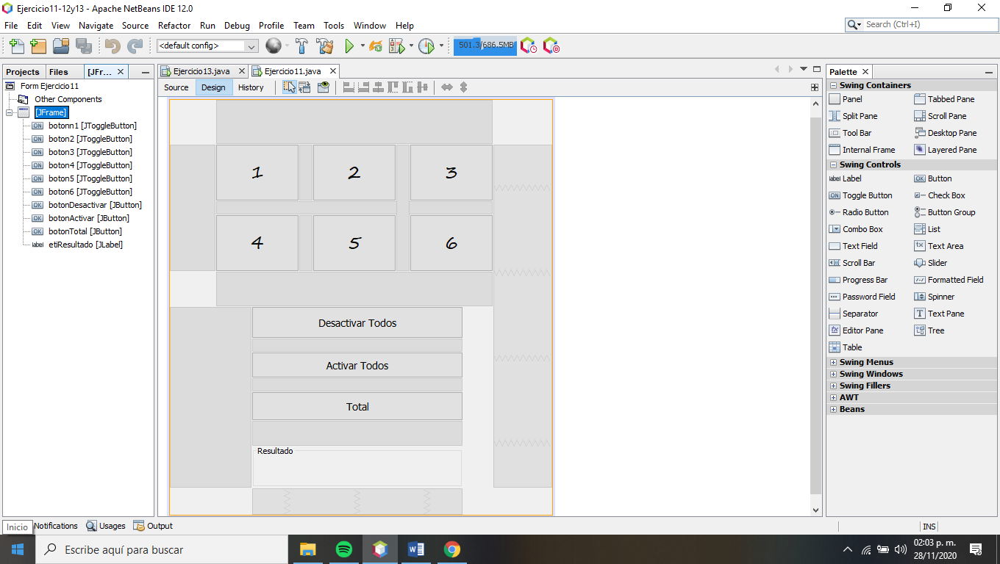 Ejercicio11-12y13 - Apache NetBeans IDE 12.0
File Edit View Navigate Source Refactor Run Debug Profile Team Tools Window Help
Search (Ctrl+I)
<default config>
501.3/686.5MB
Projects Files [JFr...
Ejercicio13.java Ejercicio11.java
Palette
Source Design History
Form Ejercicio11
Other Components
[JFrame]
botonn1 [JToggleButton]
boton2 [JToggleButton]
boton3 [JToggleButton]
boton4 [JToggleButton]
boton5 [JToggleButton]
boton6 [JToggleButton]
botonDesactivar [JButton]
botonActivar [JButton]
botonTotal [JButton]
etiResultado [JLabel]
1 2 3
4 5 6
Desactivar Todos
Activar Todos
Total
Resultado
Swing Containers
Panel Tabbed Pane
Split Pane Scroll Pane
Tool Bar Desktop Pane
Internal Frame Layered Pane
Swing Controls
label Label OK Button
ON Toggle Button Check Box
Radio Button Button Group
Combo Box List
Text Field Text Area
Scroll Bar Slider
Progress Bar Formatted Field
Password Field Spinner
Separator Text Pane
Editor Pane Tree
Table
Swing Menus
Swing Windows
Swing Fillers
AWT
Beans
Inicio Notifications Usages Output
INS
Escribe aquí para buscar
02:03 p. m.
28/11/2020